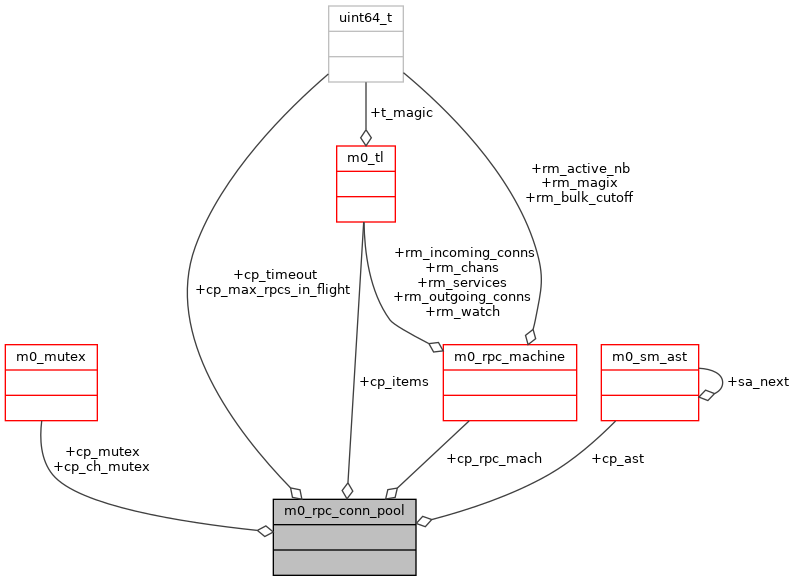 uint64_t
+t_magic
m0_tl
+rm_active_nb
+rm_magix
+rm_bulk_cutoff
+cp_timeout
+cp_max_rpcs_in_flight
+rm_incoming_conns
+rm_chans
+rm_services
+rm_outgoing_conns
+rm_watch
m0_mutex
m0_rpc_machine
m0_sm_ast
+cp_items
+sa_next
+cp_mutex
+cp_ch_mutex
+cp_rpc_mach
+cp_ast
m0_rpc_conn_pool